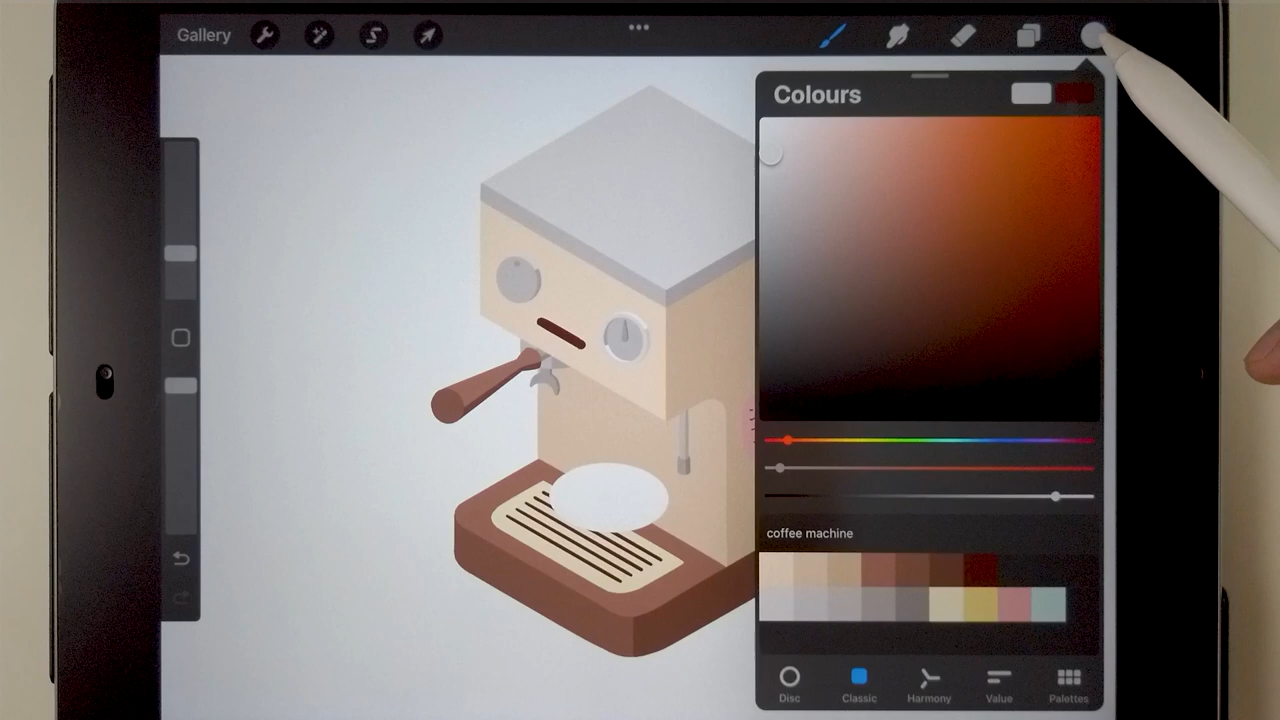 Gallery
Colours
coffee machine
Disc
Classic
Harmony
Value
Palettes